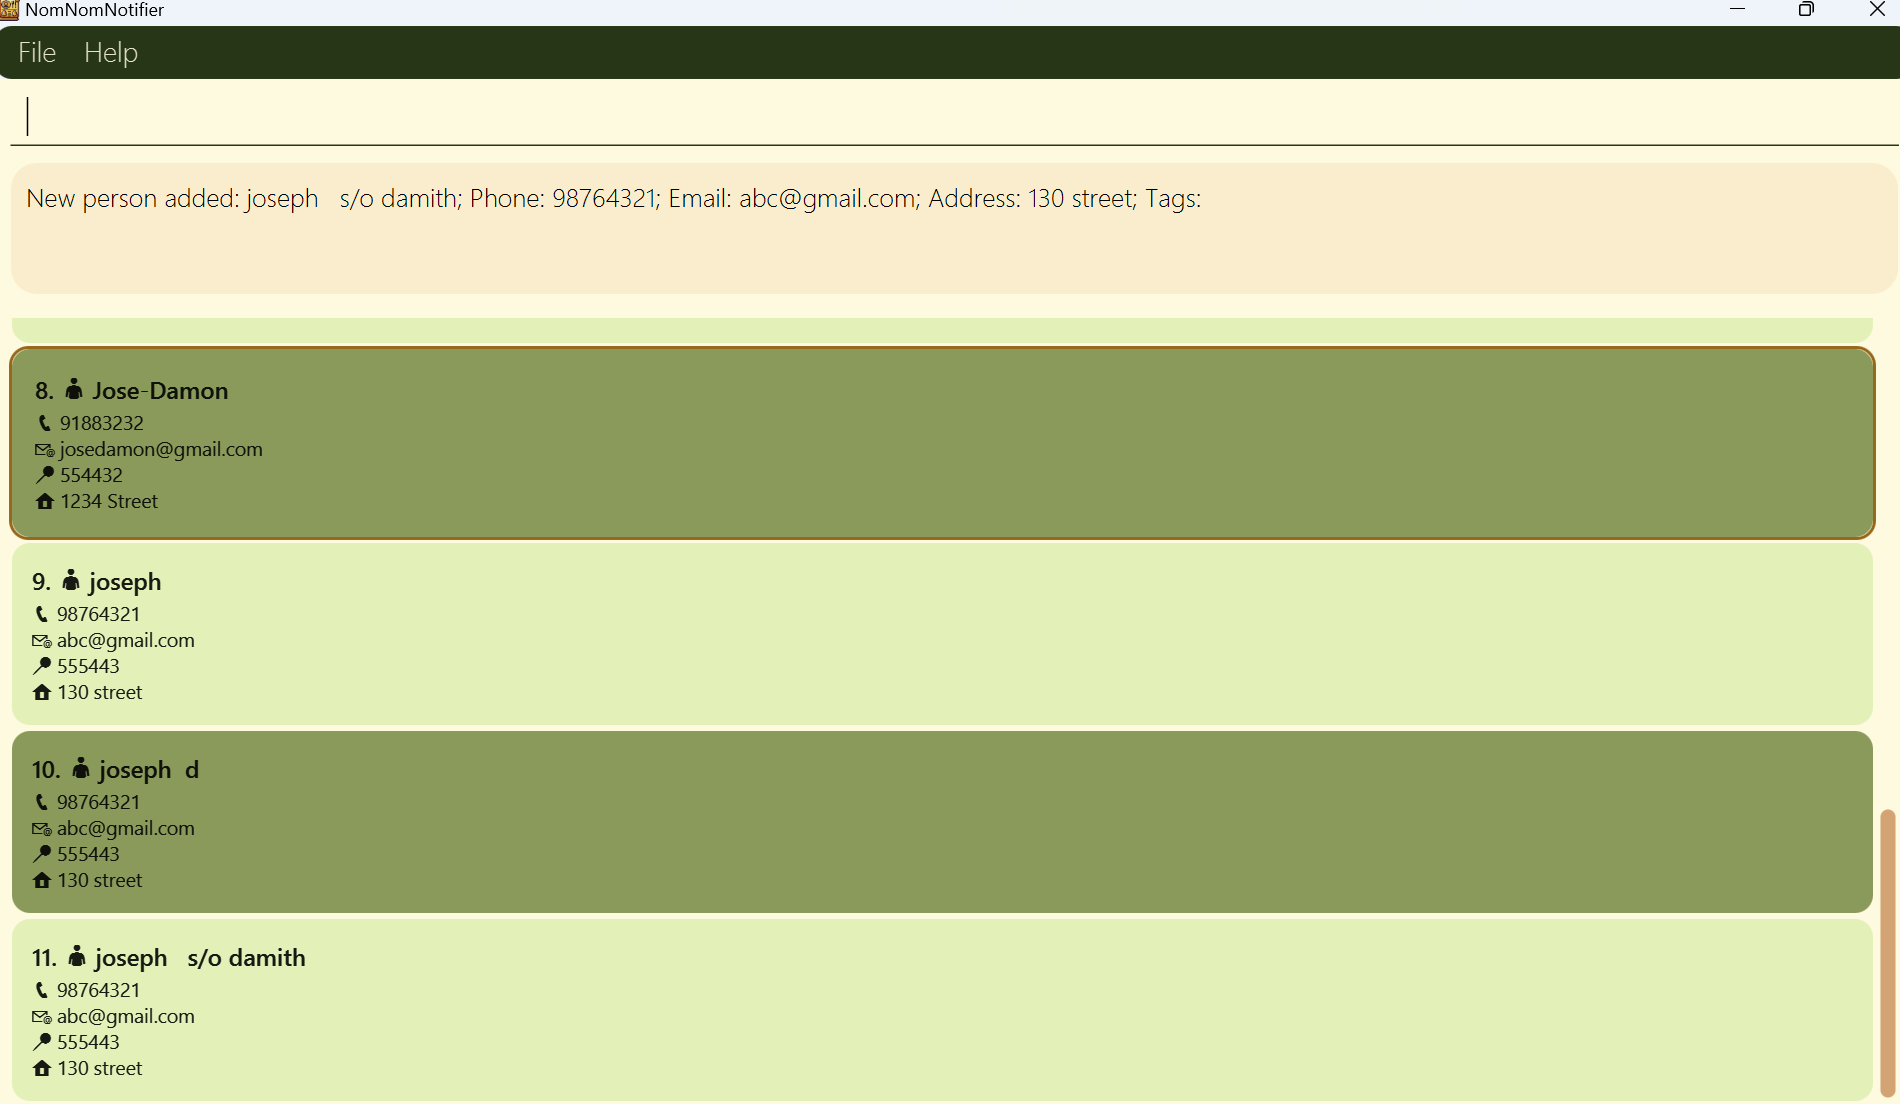 NomNomNotifier
File Help
New person added: joseph   s/o damith; Phone: 98764321; Email: abc@gmail.com; Address: 130 street; Tags:
8. Jose-Damon
91883232
josedamon@gmail.com
554432
1234 Street
9. joseph
98764321
abc@gmail.com
555443
130 street
10. joseph  d
98764321
abc@gmail.com
555443
130 street
11. joseph   s/o damith
98764321
abc@gmail.com
555443
130 street